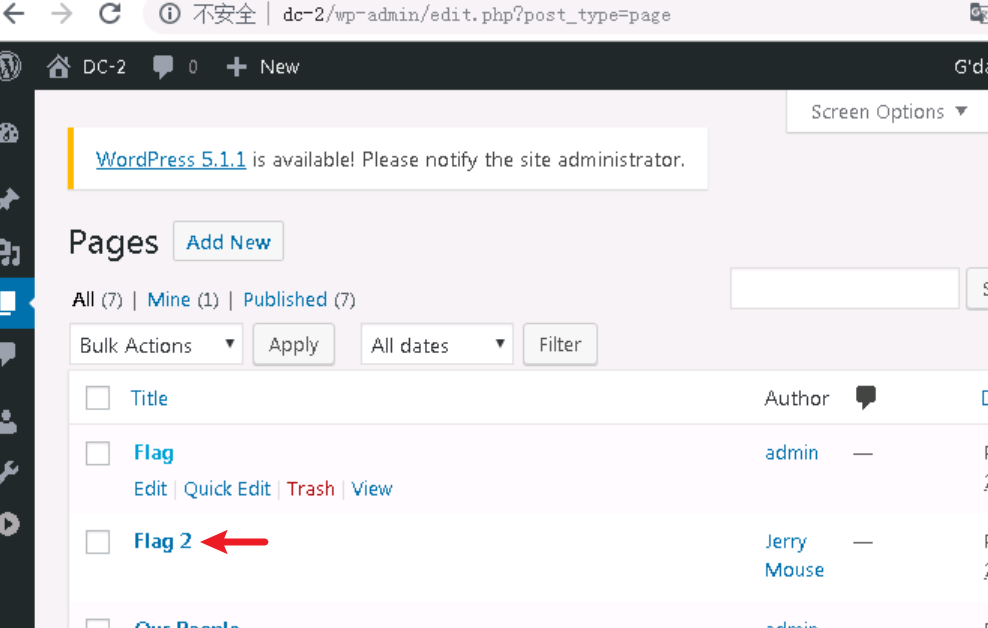 不安全 | dc-2/wp-admin/edit.php?post_type=page
DC-2 0 + New G'da
Screen Options ▼
WordPress 5.1.1 is available! Please notify the site administrator.
Pages Add New
All (7) | Mine (1) | Published (7)
Bulk Actions ▼ Apply All dates ▼ Filter
Title Author
Flag admin —
Edit | Quick Edit | Trash | View
Flag 2 Jerry Mouse —
Our People admin